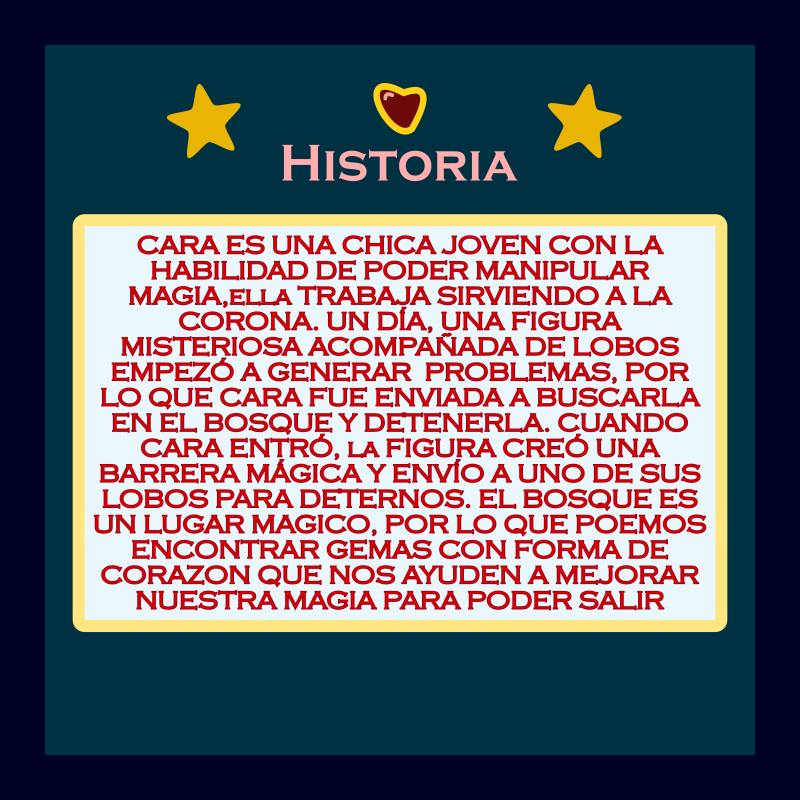 Historia
CARA ES UNA CHICA JOVEN CON LA
HABILIDAD DE PODER MANIPULAR
MAGIA,ella TRABAJA SIRVIENDO A LA
CORONA. UN DÍA, UNA FIGURA
MISTERIOSA ACOMPAÑADA DE LOBOS
EMPEZÓ A GENERAR  PROBLEMAS, POR
LO QUE CARA FUE ENVIADA A BUSCARLA
EN EL BOSQUE Y DETENERLA. CUANDO
CARA ENTRÓ, la FIGURA CREÓ UNA
BARRERA MÁGICA Y ENVÍO A UNO DE SUS
LOBOS PARA DETERNOS. EL BOSQUE ES
UN LUGAR MAGICO, POR LO QUE POEMOS
ENCONTRAR GEMAS CON FORMA DE
CORAZON QUE NOS AYUDEN A MEJORAR
NUESTRA MAGIA PARA PODER SALIR